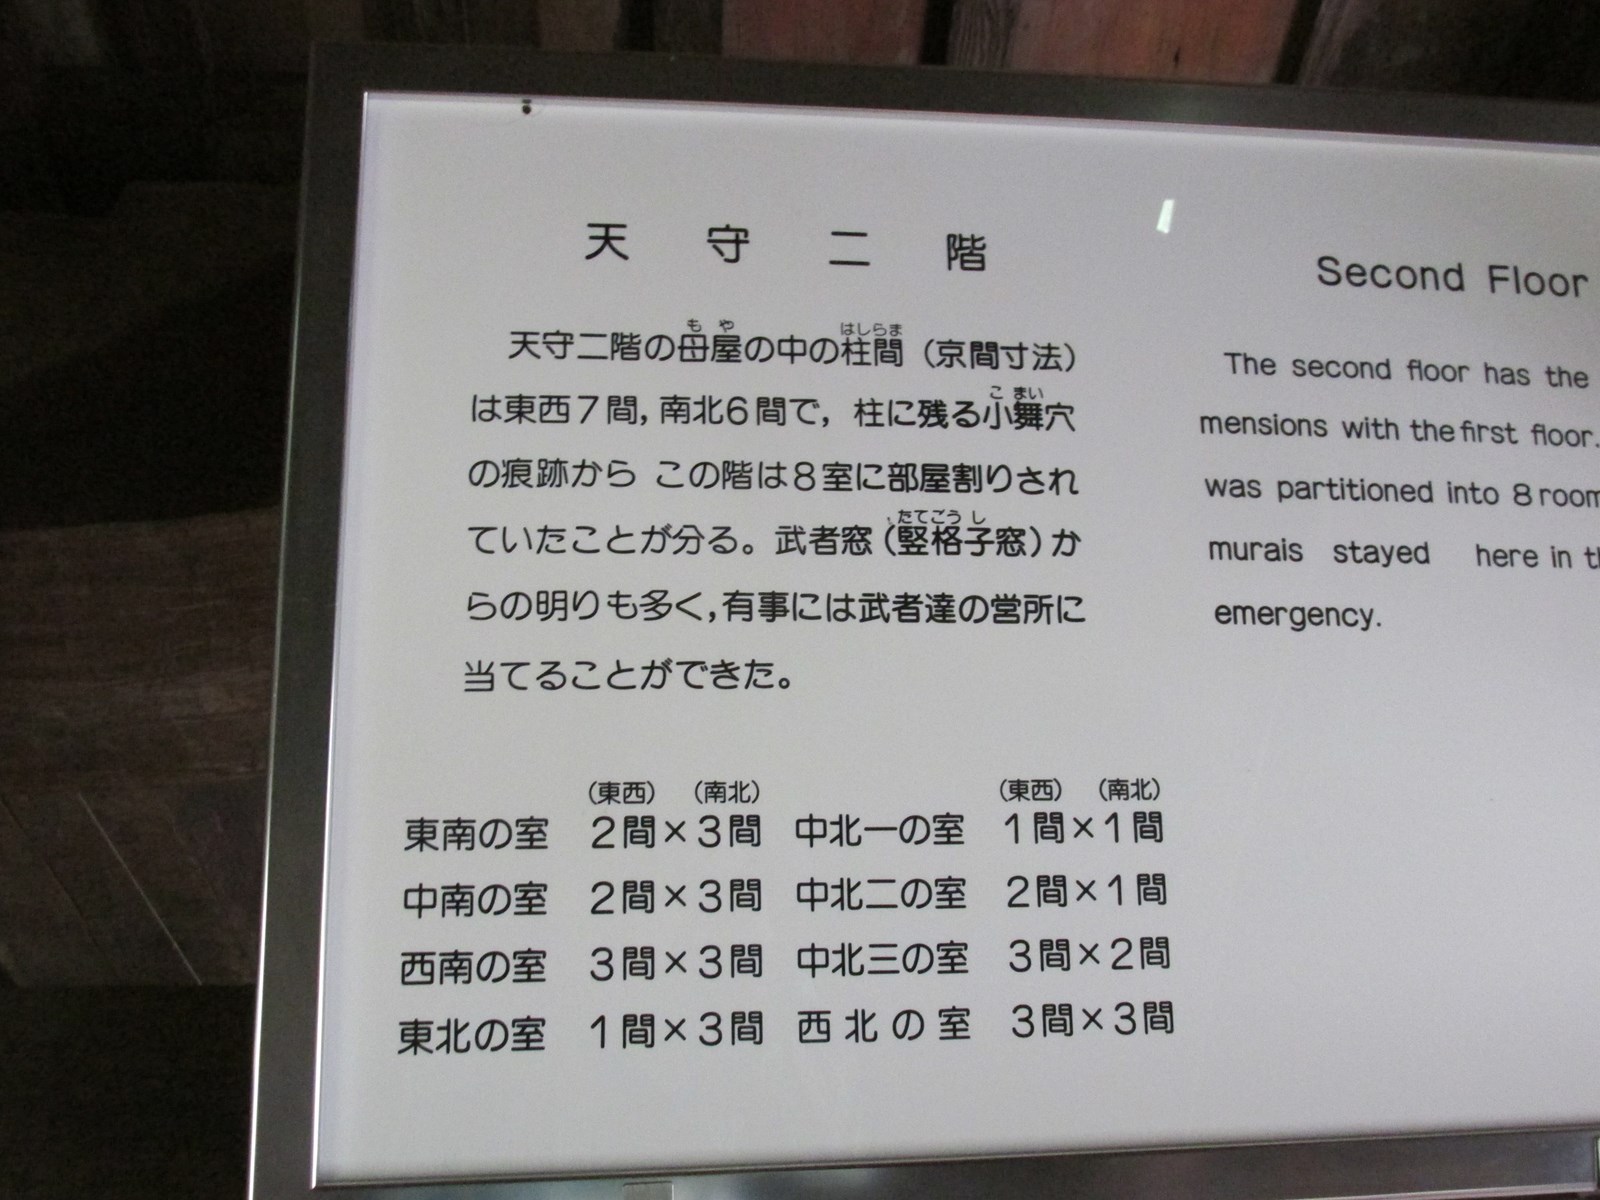 天守二階
天守二階の母屋の中の柱間（京間寸法）
は東西７間，南北６間で，柱に残る小舞穴
の痕跡から この階は８室に部屋割りされ
ていたことが分る。武者窓（竪格子窓）か
らの明りも多く，有事には武者達の営所に
当てることができた。
もや
はしらま
こまい
たてごうし
（東西）（南北）
東南の室 ２間×３間
中南の室 ２間×３間
西南の室 ３間×３間
東北の室 １間×３間
（東西）（南北）
中北一の室 １間×１間
中北二の室 ２間×１間
中北三の室 ３間×２間
西北の室 ３間×３間
Second Floor
The second floor has the
mensions with the first floor.
was partitioned into 8 room
murais stayed here in th
emergency.